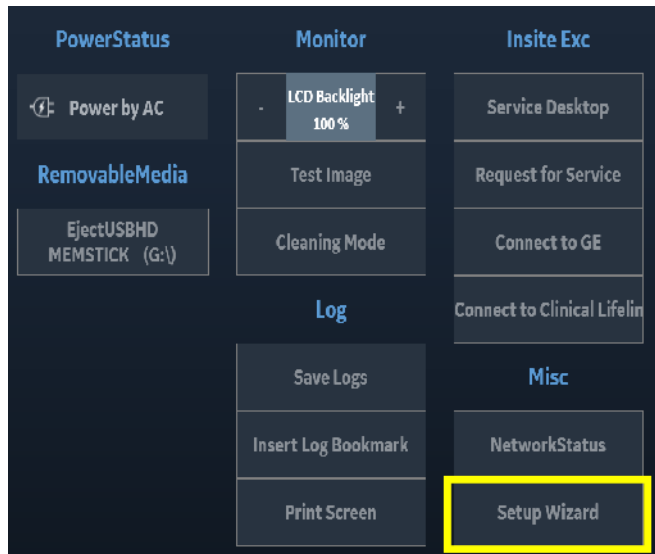 PowerStatus
Power by AC
RemovableMedia
EjectUSBHD
MEMSTICK (G:\)
Monitor
- LCD Backlight +
100 %
Test Image
Cleaning Mode
Log
Save Logs
Insert Log Bookmark
Print Screen
Insite Exc
Service Desktop
Request for Service
Connect to GE
Connect to Clinical Lifelin
Misc
NetworkStatus
Setup Wizard